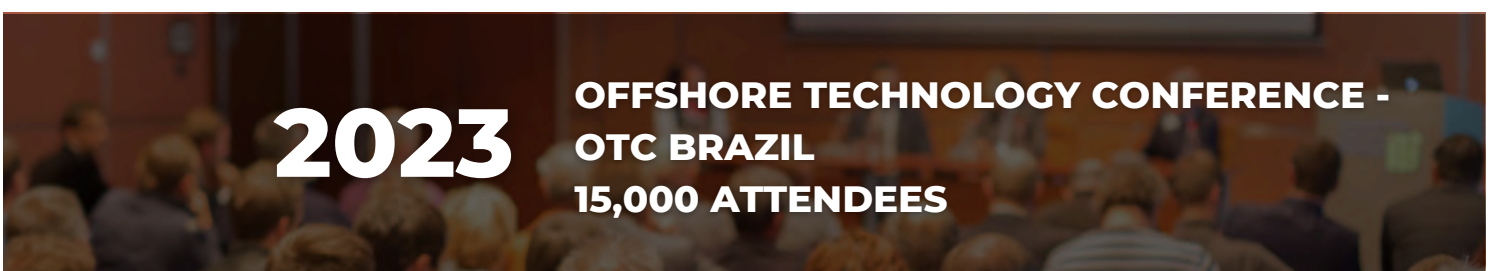 2023
OFFSHORE TECHNOLOGY CONFERENCE -
OTC BRAZIL
15,000 ATTENDEES